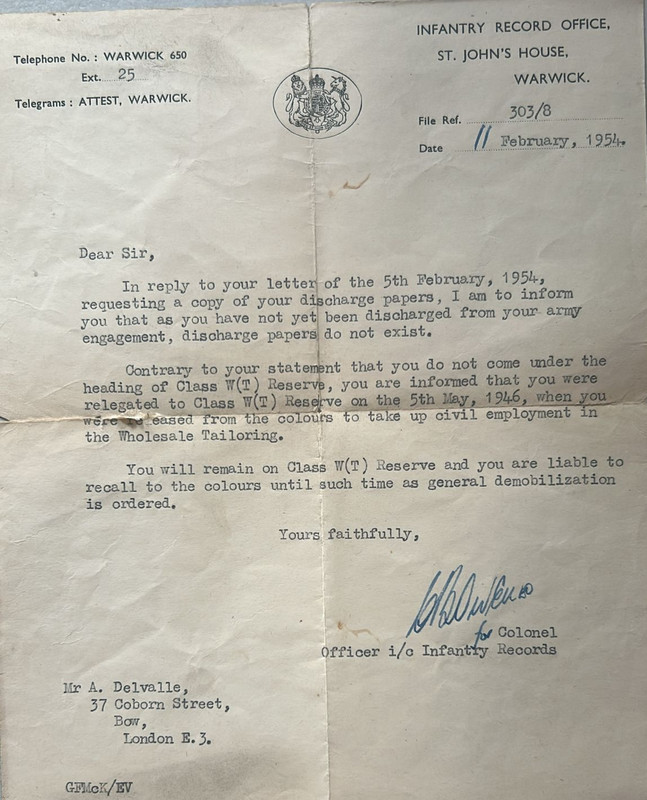 Telephone No. : WARWICK 650
Ext. 25
Telegrams : ATTEST, WARWICK.
INFANTRY RECORD OFFICE,
ST. JOHN'S HOUSE,
WARWICK.
File Ref. 303/8
Date 11 February, 1954.
Dear Sir,
In reply to your letter of the 5th February, 1954,
requesting a copy of your discharge papers, I am to inform
you that as you have not yet been discharged from your army
engagement, discharge papers do not exist.
Contrary to your statement that you do not come under the
heading of Class W(T) Reserve, you are informed that you were
relegated to Class W(T) Reserve on the 5th May, 1946, when you
were released from the colours to take up civil employment in
the Wholesale Tailoring.
You will remain on Class W(T) Reserve and you are liable to
recall to the colours until such time as general demobilization
is ordered.
Yours faithfully,
for Colonel
Officer i/c Infantry Records
Mr A. Delvalle,
37 Coborn Street,
Bow,
London E.3.
GFMcK/EV